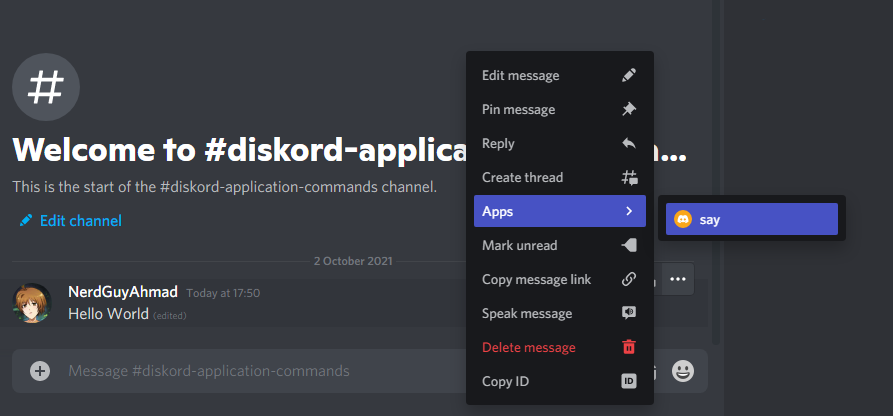 #
Welcome to #diskord-applica
n...
This is the start of the #diskord-application-commands channel.
Edit channel
2 October 2021
NerdGuyAhmad Today at 17:50
Hello World (edited)
Message #diskord-application-commands
Edit message
Pin message
Reply
Create thread
Apps
say
Mark unread
Copy message link
Speak message
Delete message
Copy ID
ID